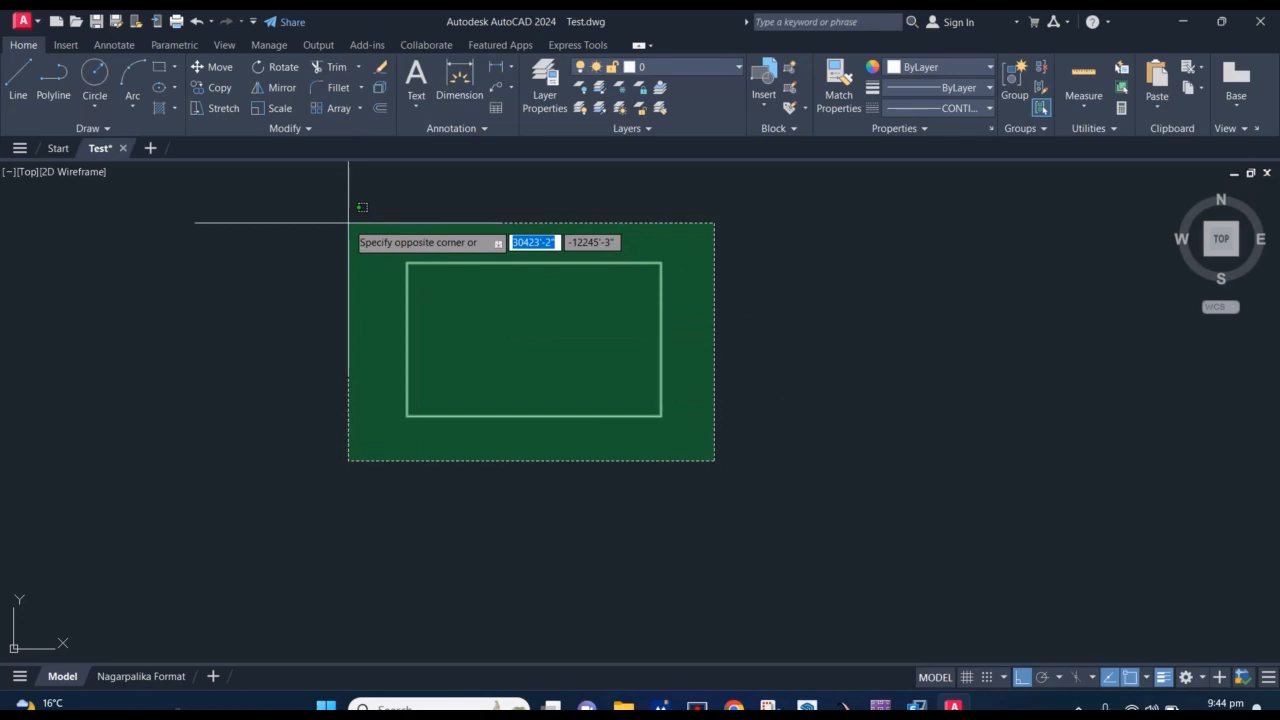 Share
Autodesk AutoCAD 2024 Test.dwg
Type a keyword or phrase
Sign In
Home Insert Annotate Parametric View Manage Output Add-ins Collaborate Featured Apps Express Tools
Line Polyline Circle Arc
Move Rotate Trim
Copy Mirror Fillet
Stretch Scale Array
Text Dimension
Layer Properties
0
Insert
Match Properties
ByLayer
ByLayer
CONTI...
Group
Measure
Paste
Base
Draw Modify Annotation Layers Block Properties Groups Utilities Clipboard View
Start Test*
[−][Top][2D Wireframe]
N
W TOP E
S
WCS
Specify opposite corner or 30423'-2" -12245'-3"
Y
X
Model Nagarpalika Format
MODEL
16°C
Search
9:44 pm